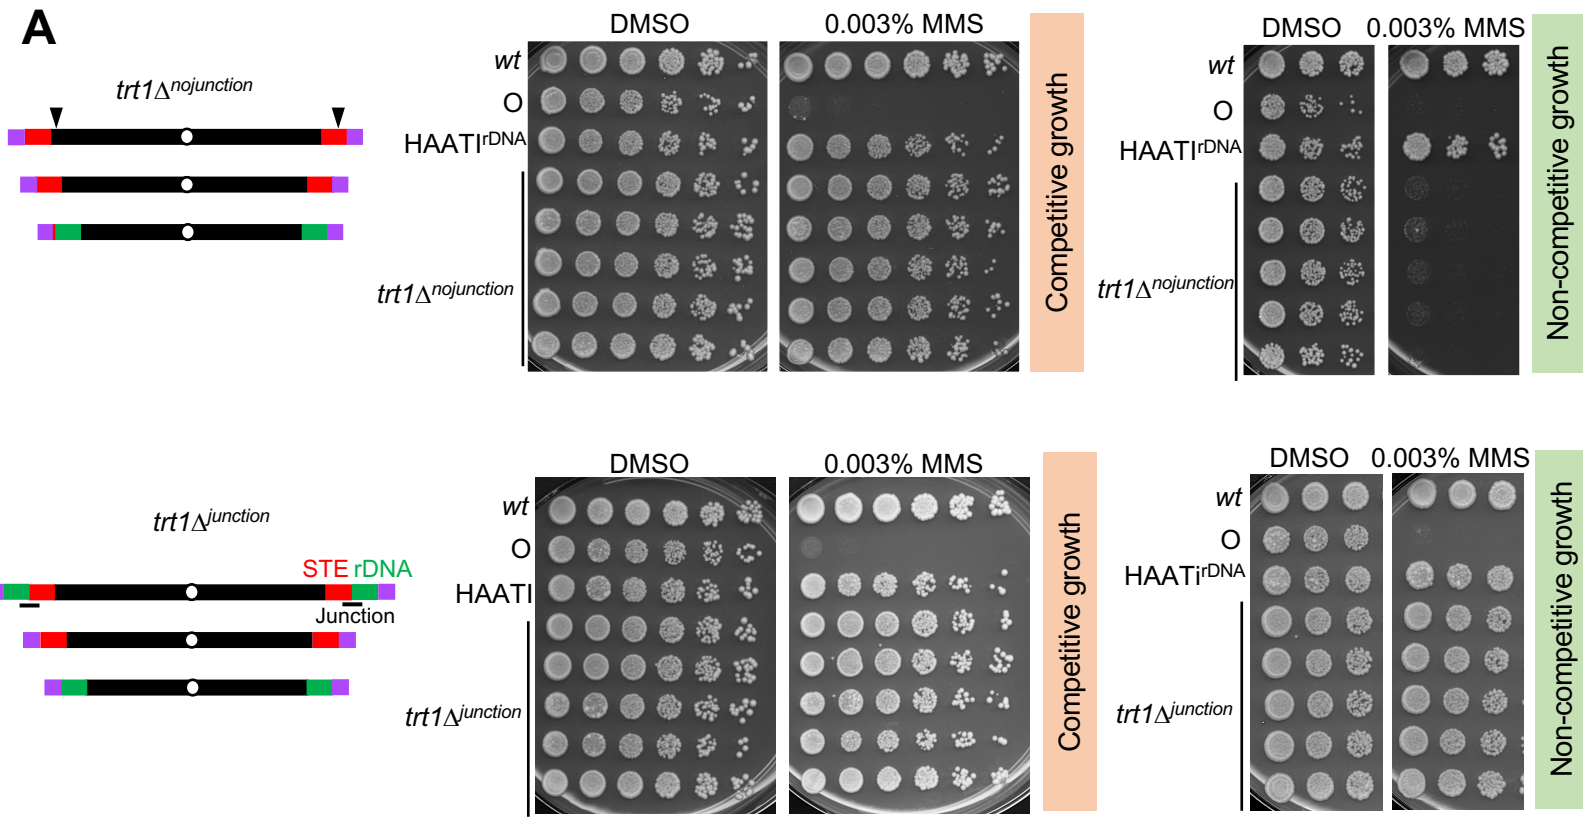 A
trt1Δnojunction
DMSO
0.003% MMS
wt
O
HAATIrDNA
trt1Δnojunction
Competitive growth
DMSO
0.003% MMS
wt
O
HAATIrDNA
trt1Δnojunction
Non-competitive growth
trt1Δjunction
STE rDNA
Junction
DMSO
0.003% MMS
wt
O
HAATI
trt1Δjunction
Competitive growth
DMSO
0.003% MMS
wt
O
HAATirDNA
trt1Δjunction
Non-competitive growth